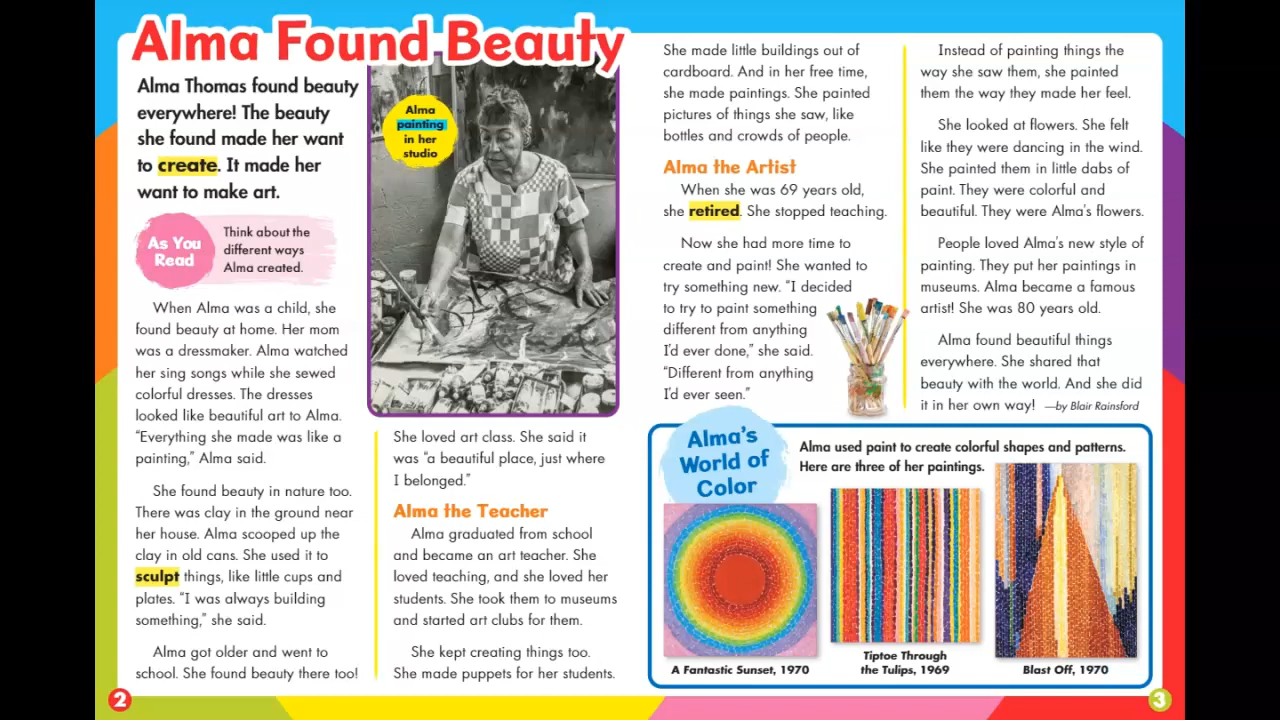 Alma Found Beauty
Alma Thomas found beauty
everywhere! The beauty
she found made her want
to create. It made her
want to make art.
As You
Read
Think about the
different ways
Alma created.
Alma
painting
in her
studio
When Alma was a child, she
found beauty at home. Her mom
was a dressmaker. Alma watched
her sing songs while she sewed
colorful dresses. The dresses
looked like beautiful art to Alma.
“Everything she made was like a
painting,” Alma said.
She found beauty in nature too.
There was clay in the ground near
her house. Alma scooped up the
clay in old cans. She used it to
sculpt things, like little cups and
plates. “I was always building
something,” she said.
Alma got older and went to
school. She found beauty there too!
She loved art class. She said it
was “a beautiful place, just where
I belonged.”
Alma the Teacher
Alma graduated from school
and became an art teacher. She
loved teaching, and she loved her
students. She took them to museums
and started art clubs for them.
She kept creating things too.
She made puppets for her students.
2
She made little buildings out of
cardboard. And in her free time,
she made paintings. She painted
pictures of things she saw, like
bottles and crowds of people.
Alma the Artist
When she was 69 years old,
she retired. She stopped teaching.
Now she had more time to
create and paint! She wanted to
try something new. “I decided
to try to paint something
different from anything
I’d ever done,” she said.
“Different from anything
I’d ever seen.”
Instead of painting things the
way she saw them, she painted
them the way they made her feel.
She looked at flowers. She felt
like they were dancing in the wind.
She painted them in little dabs of
paint. They were colorful and
beautiful. They were Alma’s flowers.
People loved Alma’s new style of
painting. They put her paintings in
museums. Alma became a famous
artist! She was 80 years old.
Alma found beautiful things
everywhere. She shared that
beauty with the world. And she did
it in her own way! —by Blair Rainsford
Alma’s
World of
Color
Alma used paint to create colorful shapes and patterns.
Here are three of her paintings.
A Fantastic Sunset, 1970
Tiptoe Through
the Tulips, 1969
Blast Off, 1970
3